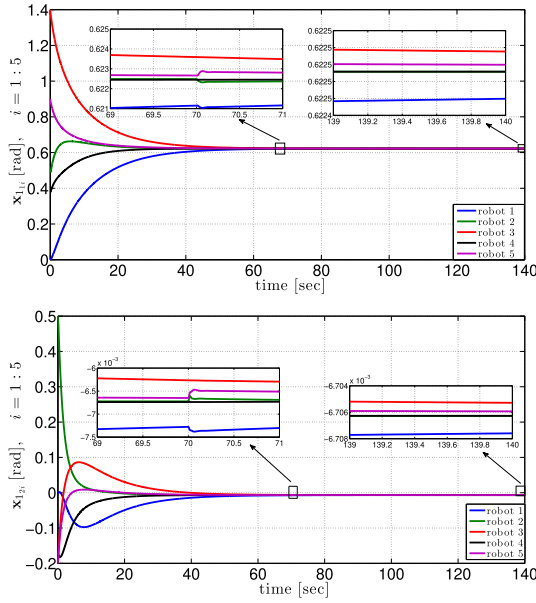 1.4
1.2
1
0.8
0.6
0.4
0.2
0
0.625
0.624
0.623
0.622
0.621
69 69.5 70 70.5 71
0.6225
0.6225
0.6225
0.6224
0.6224
139 139.2 139.4 139.6 139.8 140
robot 1
robot 2
robot 3
robot 4
robot 5
0 20 40 60 80 100 120 140
time [sec]
x1_1i [rad], i = 1 : 5
0.5
0.4
0.3
0.2
0.1
0
−0.1
−0.2
x 10^−3
−6
−6.5
−7
−7.5
69 69.5 70 70.5 71
x 10^−3
−6.704
−6.706
−6.708
139 139.2 139.4 139.6 139.8 140
robot 1
robot 2
robot 3
robot 4
robot 5
0 20 40 60 80 100 120 140
time [sec]
x1_2i [rad], i = 1 : 5